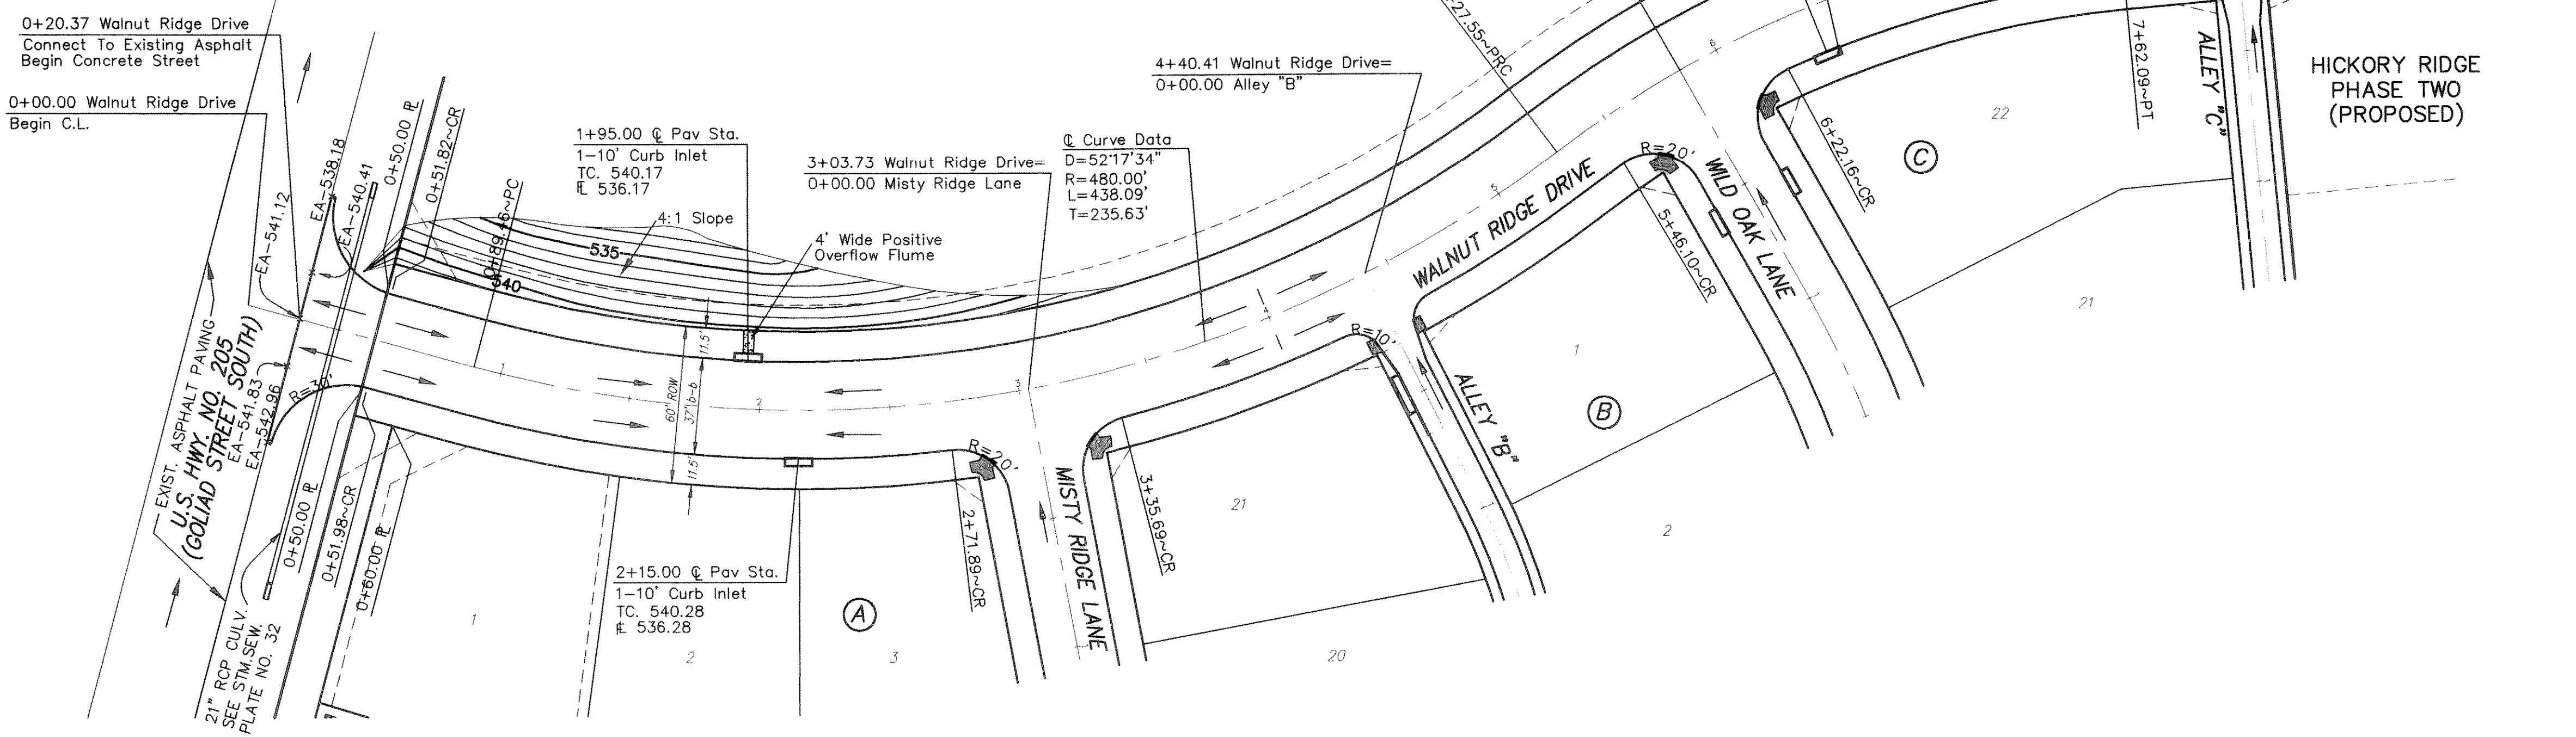 0+20.37 Walnut Ridge Drive
Connect To Existing Asphalt
Begin Concrete Street
0+00.00 Walnut Ridge Drive
Begin C.L.
EA-541.12
EA-538.18
EA-540.41
0+50.00 ⅊
0+51.82~CR
0+89.46~PC
1+95.00 ℄ Pav Sta.
1-10' Curb Inlet
TC. 540.17
FL 536.17
4:1 Slope
535
540
4' Wide Positive
Overflow Flume
3+03.73 Walnut Ridge Drive=
0+00.00 Misty Ridge Lane
℄ Curve Data
D=52°17'34"
R=480.00'
L=438.09'
T=235.63'
4+40.41 Walnut Ridge Drive=
0+00.00 Alley "B"
27.55~PRC
WALNUT RIDGE DRIVE
R=20'
WILD OAK LANE
5+46.10~CR
6+22.16~CR
7+62.09~PT
ALLEY "C"
HICKORY RIDGE
PHASE TWO
(PROPOSED)
22
C
21
6
5
4
3
2
1
R=10'
1
B
2
ALLEY "B"
EXIST. ASPHALT PAVING
U.S. HWY. NO. 205
(GOLIAD STREET SOUTH)
EA-541.83
EA-542.96
R=30'
60' ROW
37' b-b
11.5'
11.5'
R=20'
2+71.89~CR
MISTY RIDGE LANE
3+35.69~CR
21
20
0+50.00 ⅊
0+51.98~CR
0+60.00 ⅊
21" RCP CULV.
SEE STM.SEW.
PLATE NO. 32
1
2+15.00 ℄ Pav Sta.
1-10' Curb Inlet
TC. 540.28
FL 536.28
2
A
3